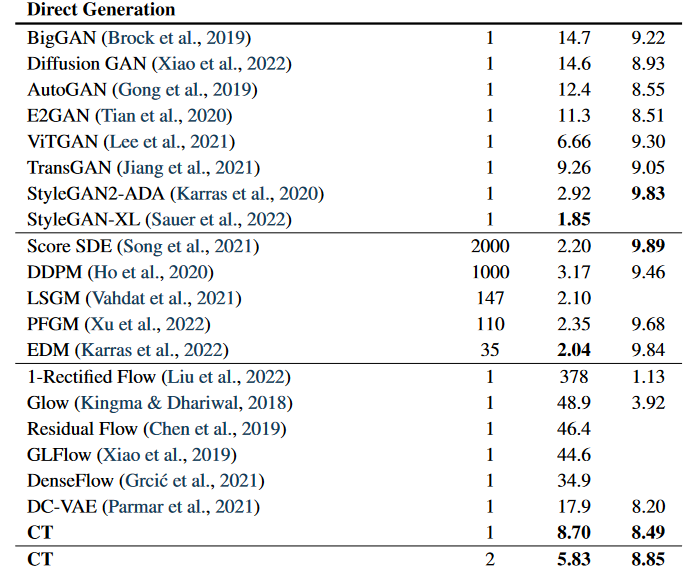 Direct Generation
BigGAN (Brock et al., 2019) 1 14.7 9.22
Diffusion GAN (Xiao et al., 2022) 1 14.6 8.93
AutoGAN (Gong et al., 2019) 1 12.4 8.55
E2GAN (Tian et al., 2020) 1 11.3 8.51
ViTGAN (Lee et al., 2021) 1 6.66 9.30
TransGAN (Jiang et al., 2021) 1 9.26 9.05
StyleGAN2-ADA (Karras et al., 2020) 1 2.92 9.83
StyleGAN-XL (Sauer et al., 2022) 1 1.85
Score SDE (Song et al., 2021) 2000 2.20 9.89
DDPM (Ho et al., 2020) 1000 3.17 9.46
LSGM (Vahdat et al., 2021) 147 2.10
PFGM (Xu et al., 2022) 110 2.35 9.68
EDM (Karras et al., 2022) 35 2.04 9.84
1-Rectified Flow (Liu et al., 2022) 1 378 1.13
Glow (Kingma & Dhariwal, 2018) 1 48.9 3.92
Residual Flow (Chen et al., 2019) 1 46.4
GLFlow (Xiao et al., 2019) 1 44.6
DenseFlow (Grcić et al., 2021) 1 34.9
DC-VAE (Parmar et al., 2021) 1 17.9 8.20
CT 1 8.70 8.49
CT 2 5.83 8.85